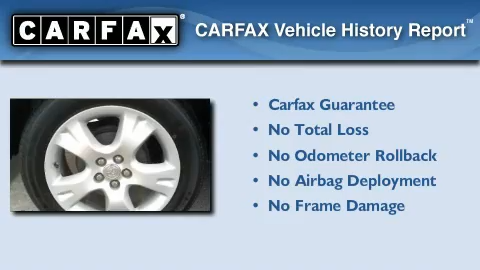 CARFAX® CARFAX Vehicle History Report™
• Carfax Guarantee
• No Total Loss
• No Odometer Rollback
• No Airbag Deployment
• No Frame Damage